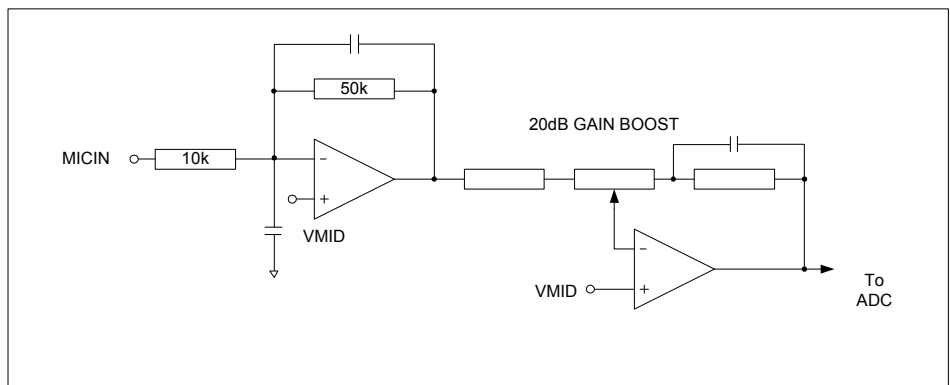 50k
20dB GAIN BOOST
MICIN
10k
−
+
VMID
−
VMID
+
To
ADC